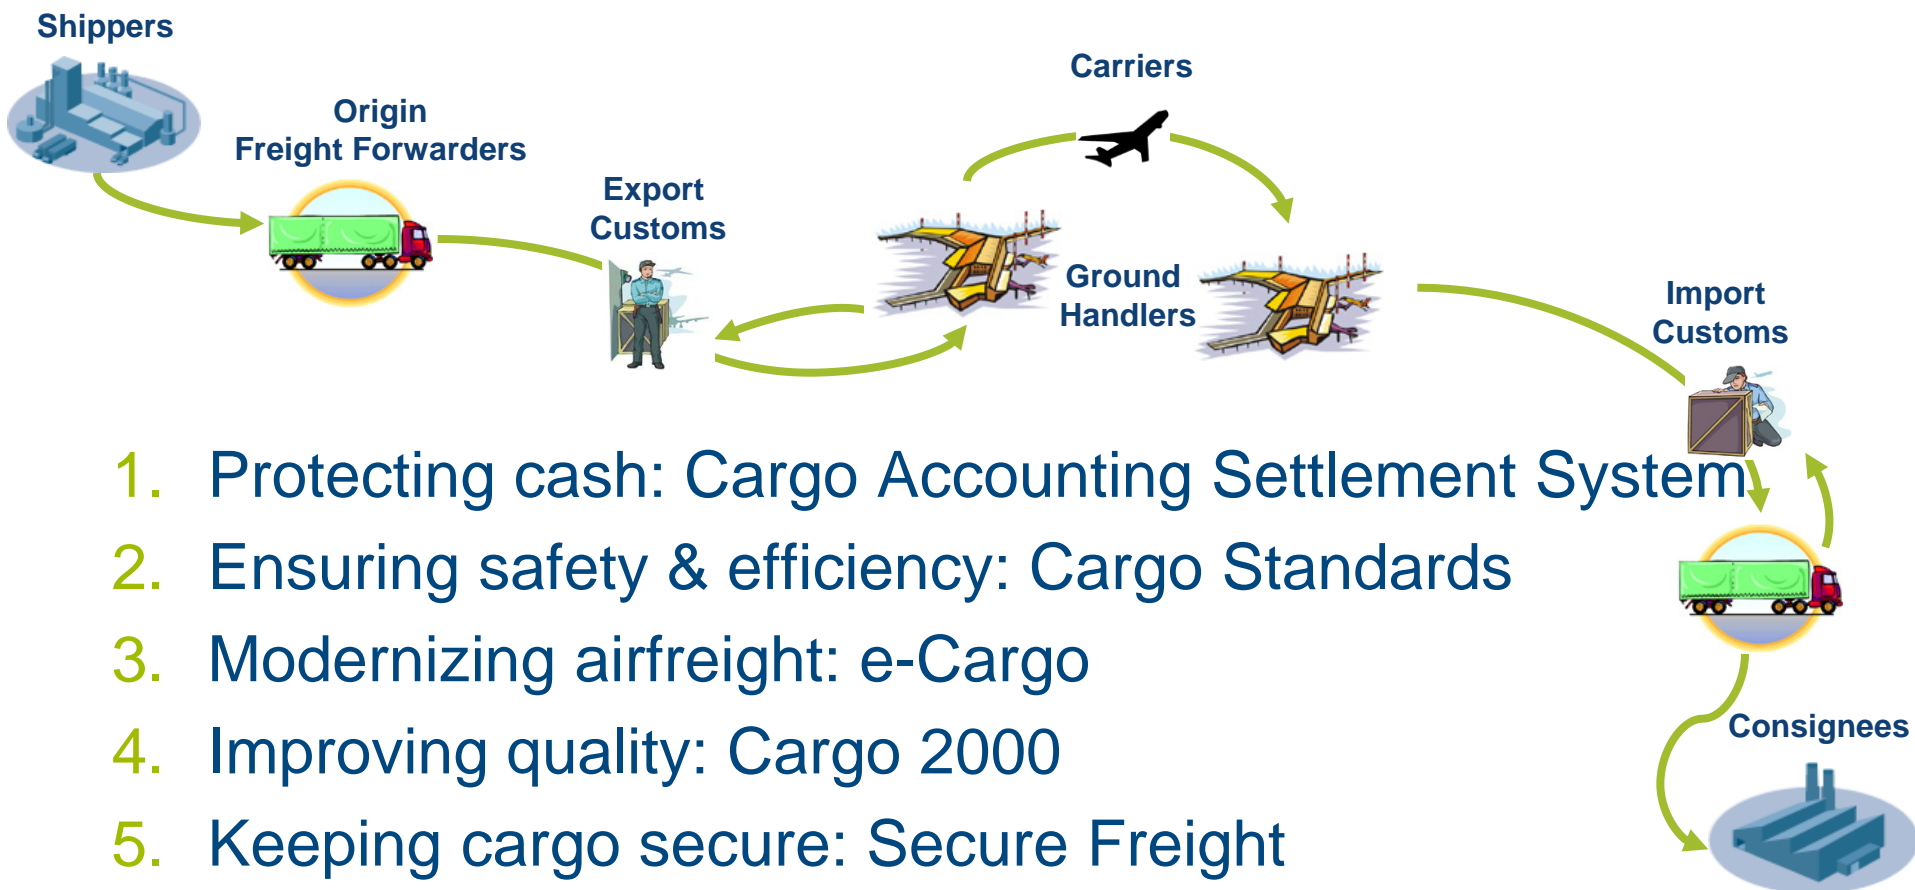 Shippers
Origin
Freight Forwarders
Export
Customs
Carriers
Ground
Handlers
Import
Customs
1. Protecting cash: Cargo Accounting Settlement System
2. Ensuring safety & efficiency: Cargo Standards
3. Modernizing airfreight: e-Cargo
4. Improving quality: Cargo 2000
5. Keeping cargo secure: Secure Freight
Consignees